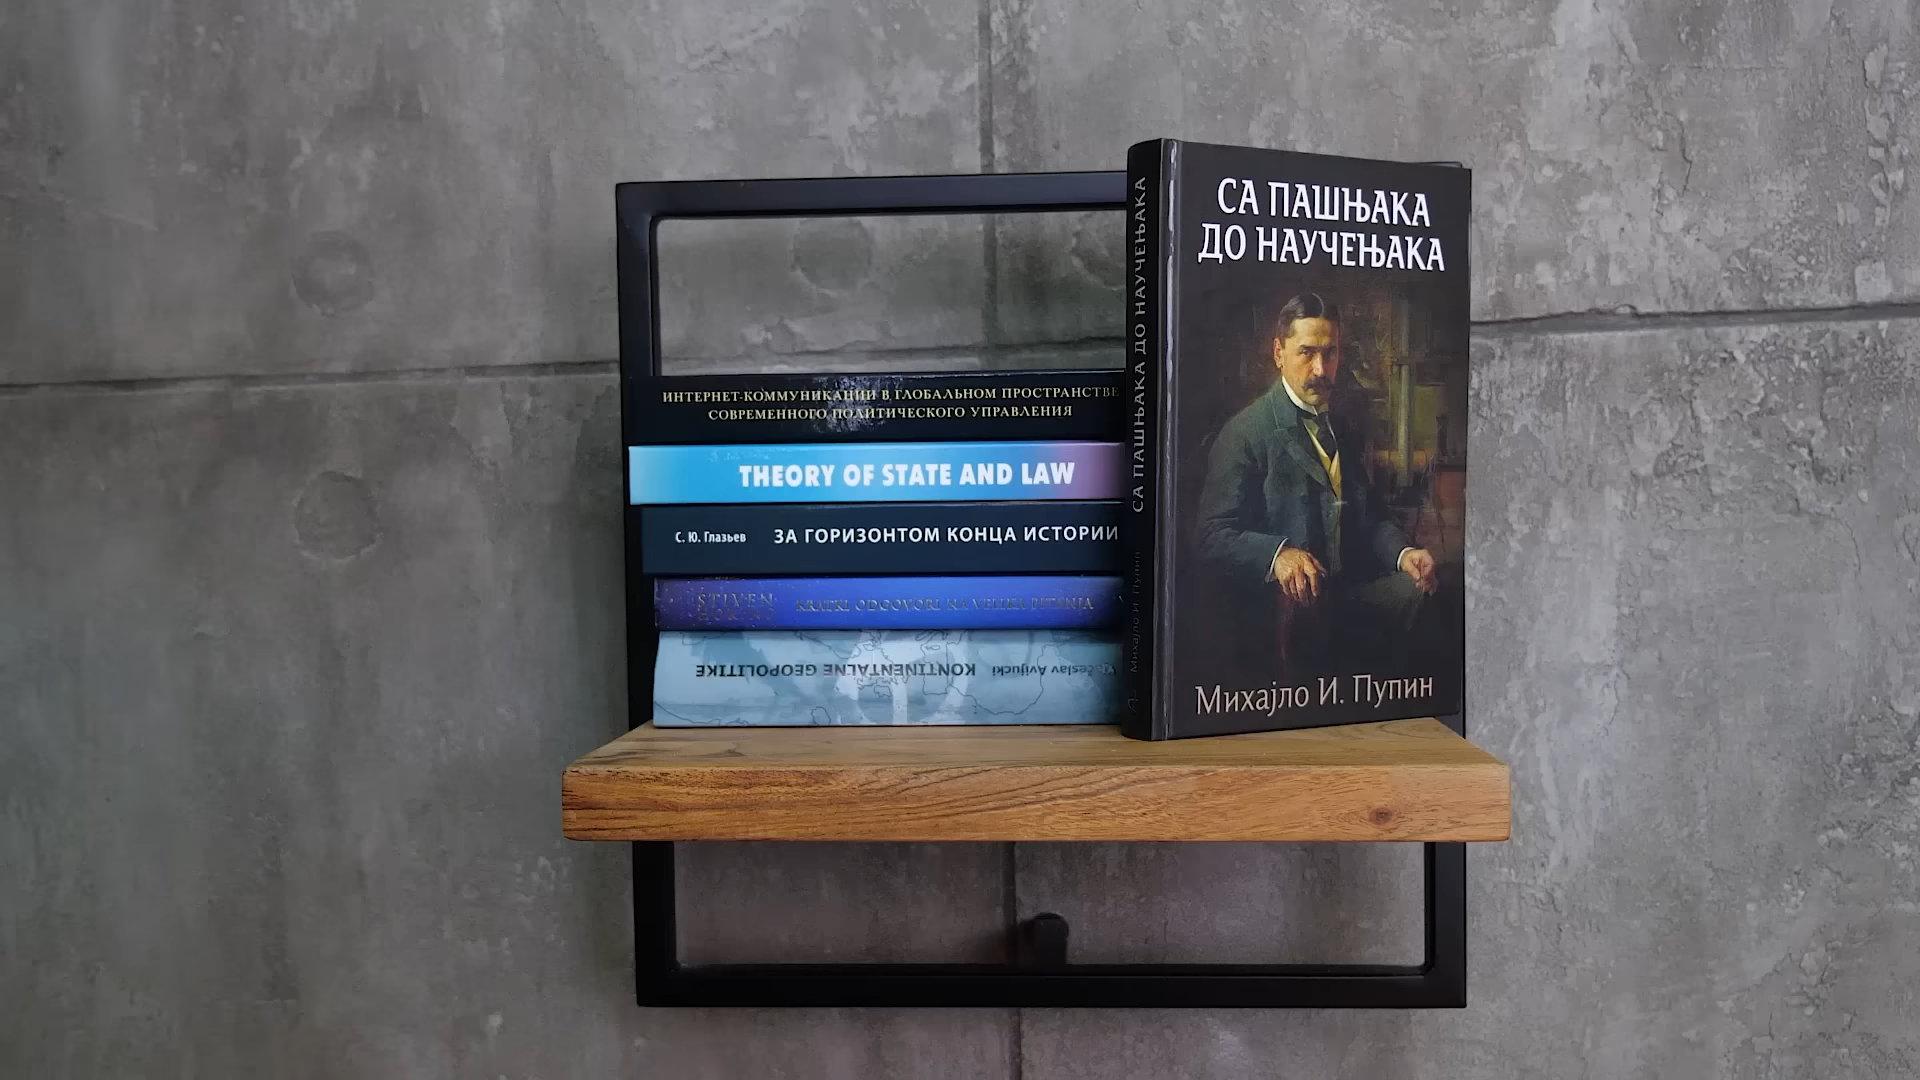 ИНТЕРНЕТ-КОММУНИКАЦИИ В ГЛОБАЛЬНОМ ПРОСТРАНСТВЕ
СОВРЕМЕННОГО ПОЛИТИЧЕСКОГО УПРАВЛЕНИЯ
THEORY OF STATE AND LAW
С. Ю. Глазьев ЗА ГОРИЗОНТОМ КОНЦА ИСТОРИИ
STIVEN HOKING KRATKI ODGOVORI NA VELIKA PITANJA
Vjačeslav Avijucki KONTINENTALNE GEOPOLITIKE
Михајло И. Пупин СА ПАШЊАКА ДО НАУЧЕЊАКА
СА ПАШЊАКА
ДО НАУЧЕЊАКА
Михајло И. Пупин